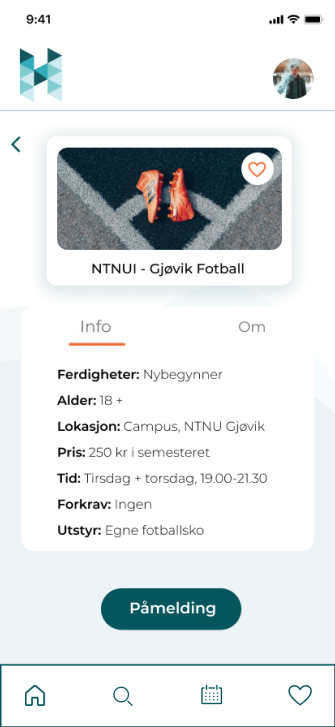 9:41
NTNUI - Gjøvik Fotball
Info
Om
Ferdigheter: Nybegynner
Alder: 18 +
Lokasjon: Campus, NTNU Gjøvik
Pris: 250 kr i semesteret
Tid: Tirsdag + torsdag, 19.00-21.30
Forkrav: Ingen
Utstyr: Egne fotballsko
Påmelding